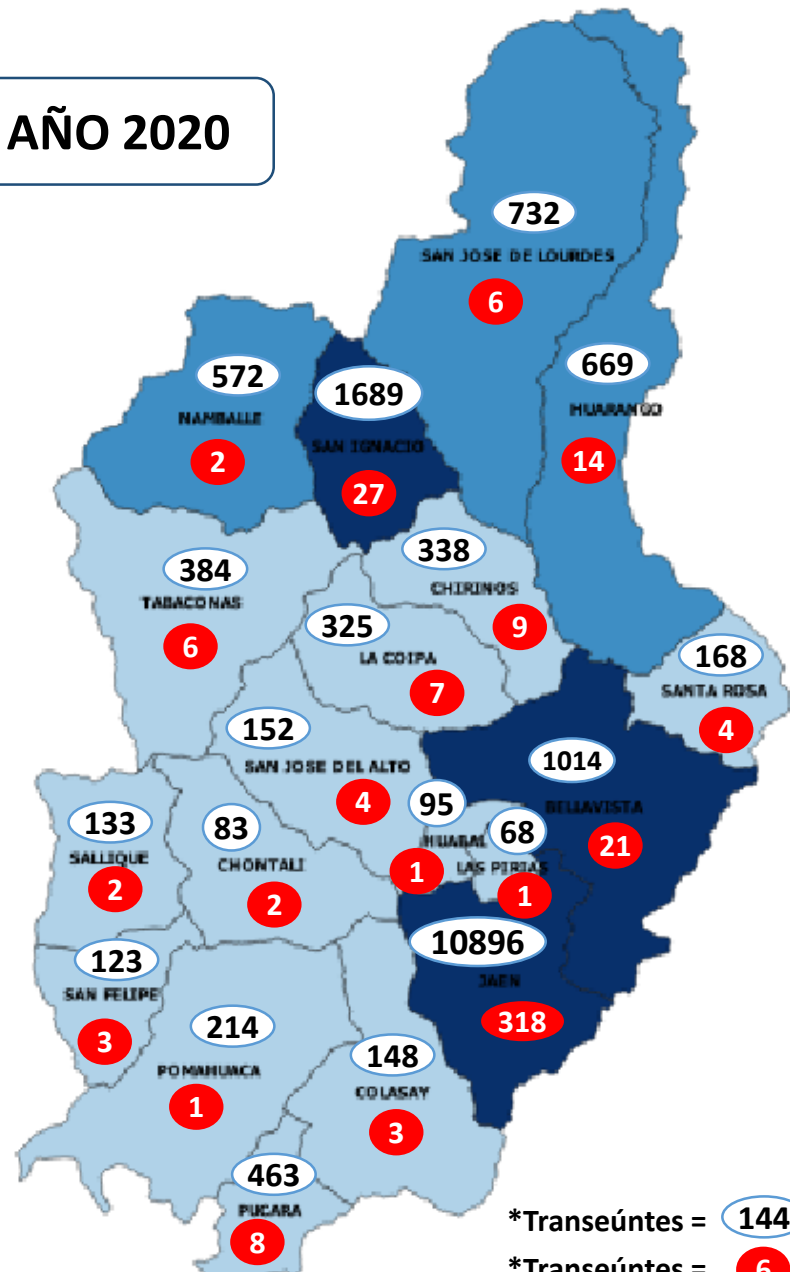 AÑO 2020
732
SAN JOSE DE LOURDES
6
669
HUARANGO
14
572
NAMBALLE
2
1689
SAN IGNACIO
27
384
TABACONAS
6
338
CHIRINOS
9
325
LA COIPA
7
168
SANTA ROSA
4
152
SAN JOSE DEL ALTO
4
1014
BELLAVISTA
21
95
HUABAL
1
68
LAS PIRIAS
1
133
SALLIQUE
2
83
CHONTALI
2
10896
JAEN
318
123
SAN FELIPE
3
214
POMAHUACA
1
148
COLASAY
3
463
PUCARA
8
*Transeúntes = 144
*Transeúntes = 6